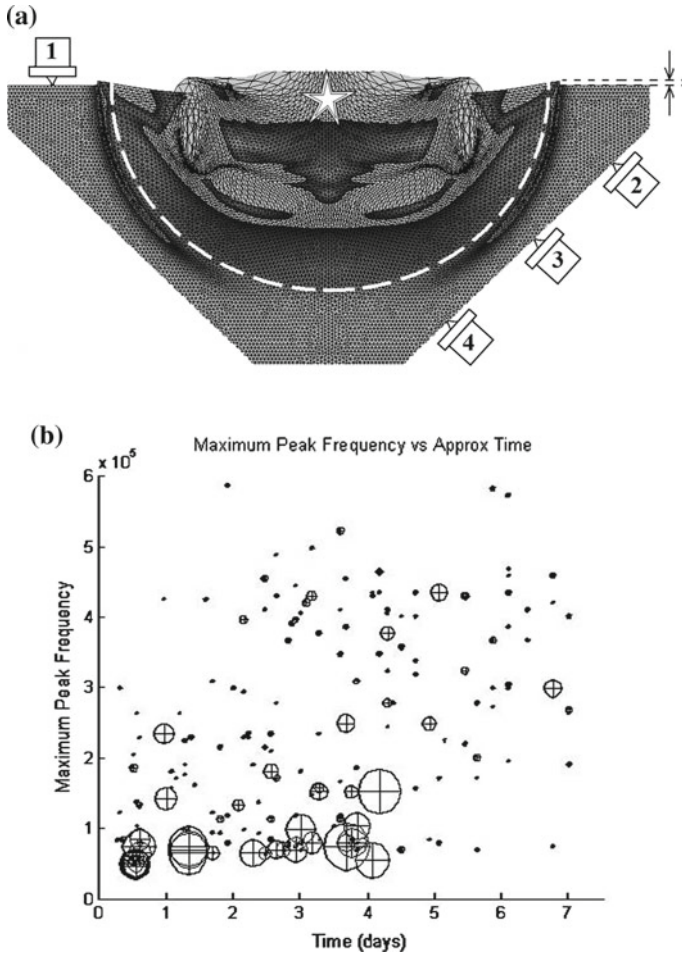 (a)
1
2
3
4
(b)
Maximum Peak Frequency vs Approx Time
x 10^5
6
5
4
3
2
1
0
Maximum Peak Frequency
0 1 2 3 4 5 6 7
Time (days)